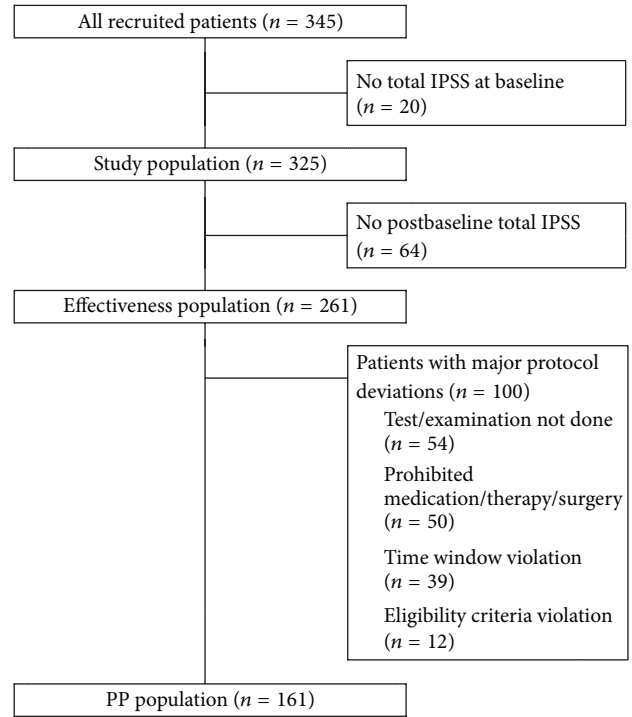 All recruited patients (n = 345)
No total IPSS at baseline
(n = 20)
Study population (n = 325)
No postbaseline total IPSS
(n = 64)
Effectiveness population (n = 261)
Patients with major protocol
deviations (n = 100)
Test/examination not done
(n = 54)
Prohibited
medication/therapy/surgery
(n = 50)
Time window violation
(n = 39)
Eligibility criteria violation
(n = 12)
PP population (n = 161)